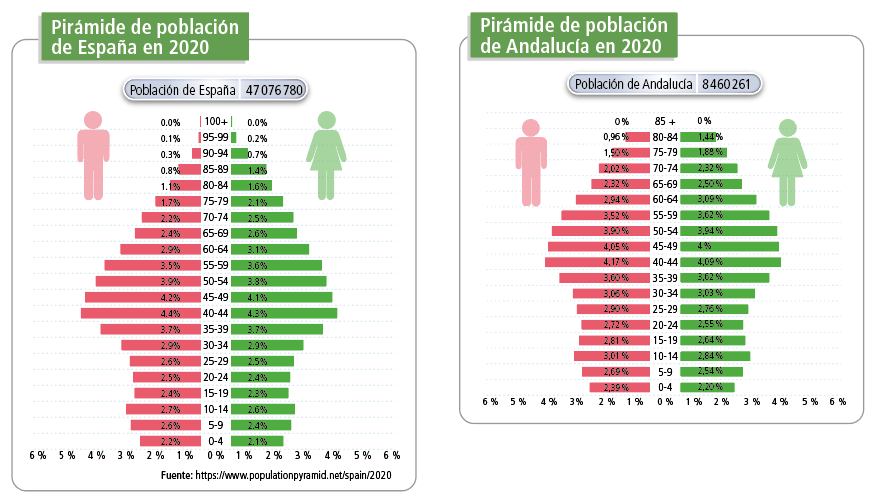 Pirámide de población
de España en 2020
Población de España 47 076 780
0.0% 100+ 0.0%
0.1% 95-99 0.2%
0.3% 90-94 0.7%
0.8% 85-89 1.4%
1.1% 80-84 1.6%
1.7% 75-79 2.1%
2.2% 70-74 2.5%
2.4% 65-69 2.6%
2.9% 60-64 3.1%
3.5% 55-59 3.6%
3.9% 50-54 3.8%
4.2% 45-49 4.1%
4.4% 40-44 4.3%
3.7% 35-39 3.7%
2.9% 30-34 2.9%
2.6% 25-29 2.5%
2.5% 20-24 2.4%
2.4% 15-19 2.3%
2.7% 10-14 2.6%
2.6% 5-9 2.4%
2.2% 0-4 2.1%
6 % 5 % 4 % 3 % 2 % 1 % 0 % 1 % 2 % 3 % 4 % 5 % 6 %
Fuente: https://www.populationpyramid.net/spain/2020
Pirámide de población
de Andalucía en 2020
Población de Andalucía 8 460 261
0 % 85 + 0 %
0,96 % 80-84 1,44 %
1,50 % 75-79 1,88 %
2,02 % 70-74 2,32 %
2,32 % 65-69 2,50 %
2,94 % 60-64 3,09 %
3,52 % 55-59 3,62 %
3,90 % 50-54 3,94 %
4,05 % 45-49 4 %
4,17 % 40-44 4,09 %
3,60 % 35-39 3,62 %
3,06 % 30-34 3,03 %
2,90 % 25-29 2,76 %
2,72 % 20-24 2,55 %
2,81 % 15-19 2,64 %
3,01 % 10-14 2,84 %
2,69 % 5-9 2,54 %
2,39 % 0-4 2,20 %
6 % 5 % 4 % 3 % 2 % 1 % 0 % 1 % 2 % 3 % 4 % 5 % 6 %